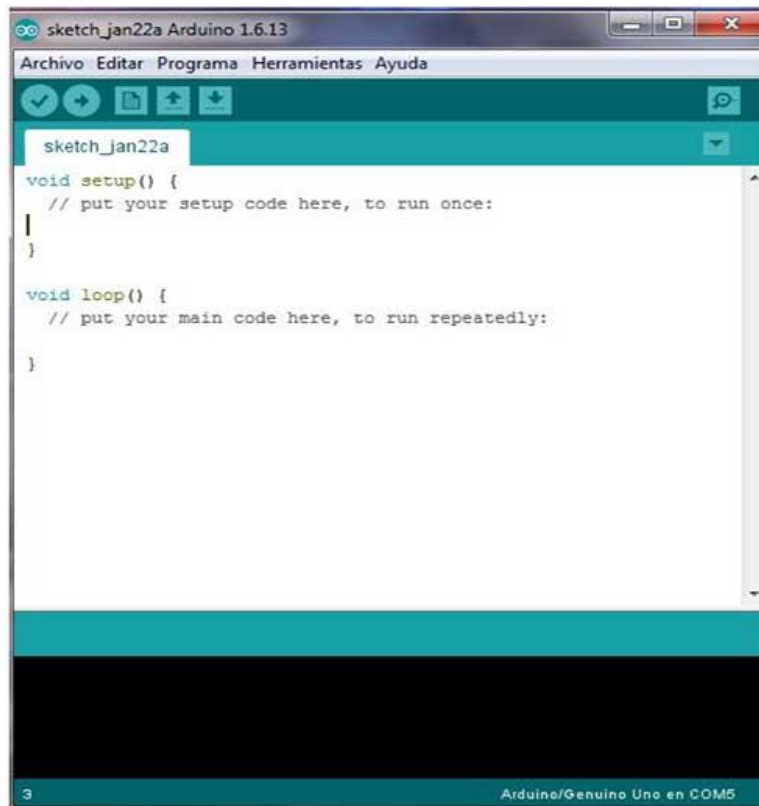 sketch_jan22a Arduino 1.6.13
Archivo Editar Programa Herramientas Ayuda
sketch_jan22a
void setup() {
// put your setup code here, to run once:
}
void loop() {
// put your main code here, to run repeatedly:
}
3
Arduino/Genuino Uno en COM5